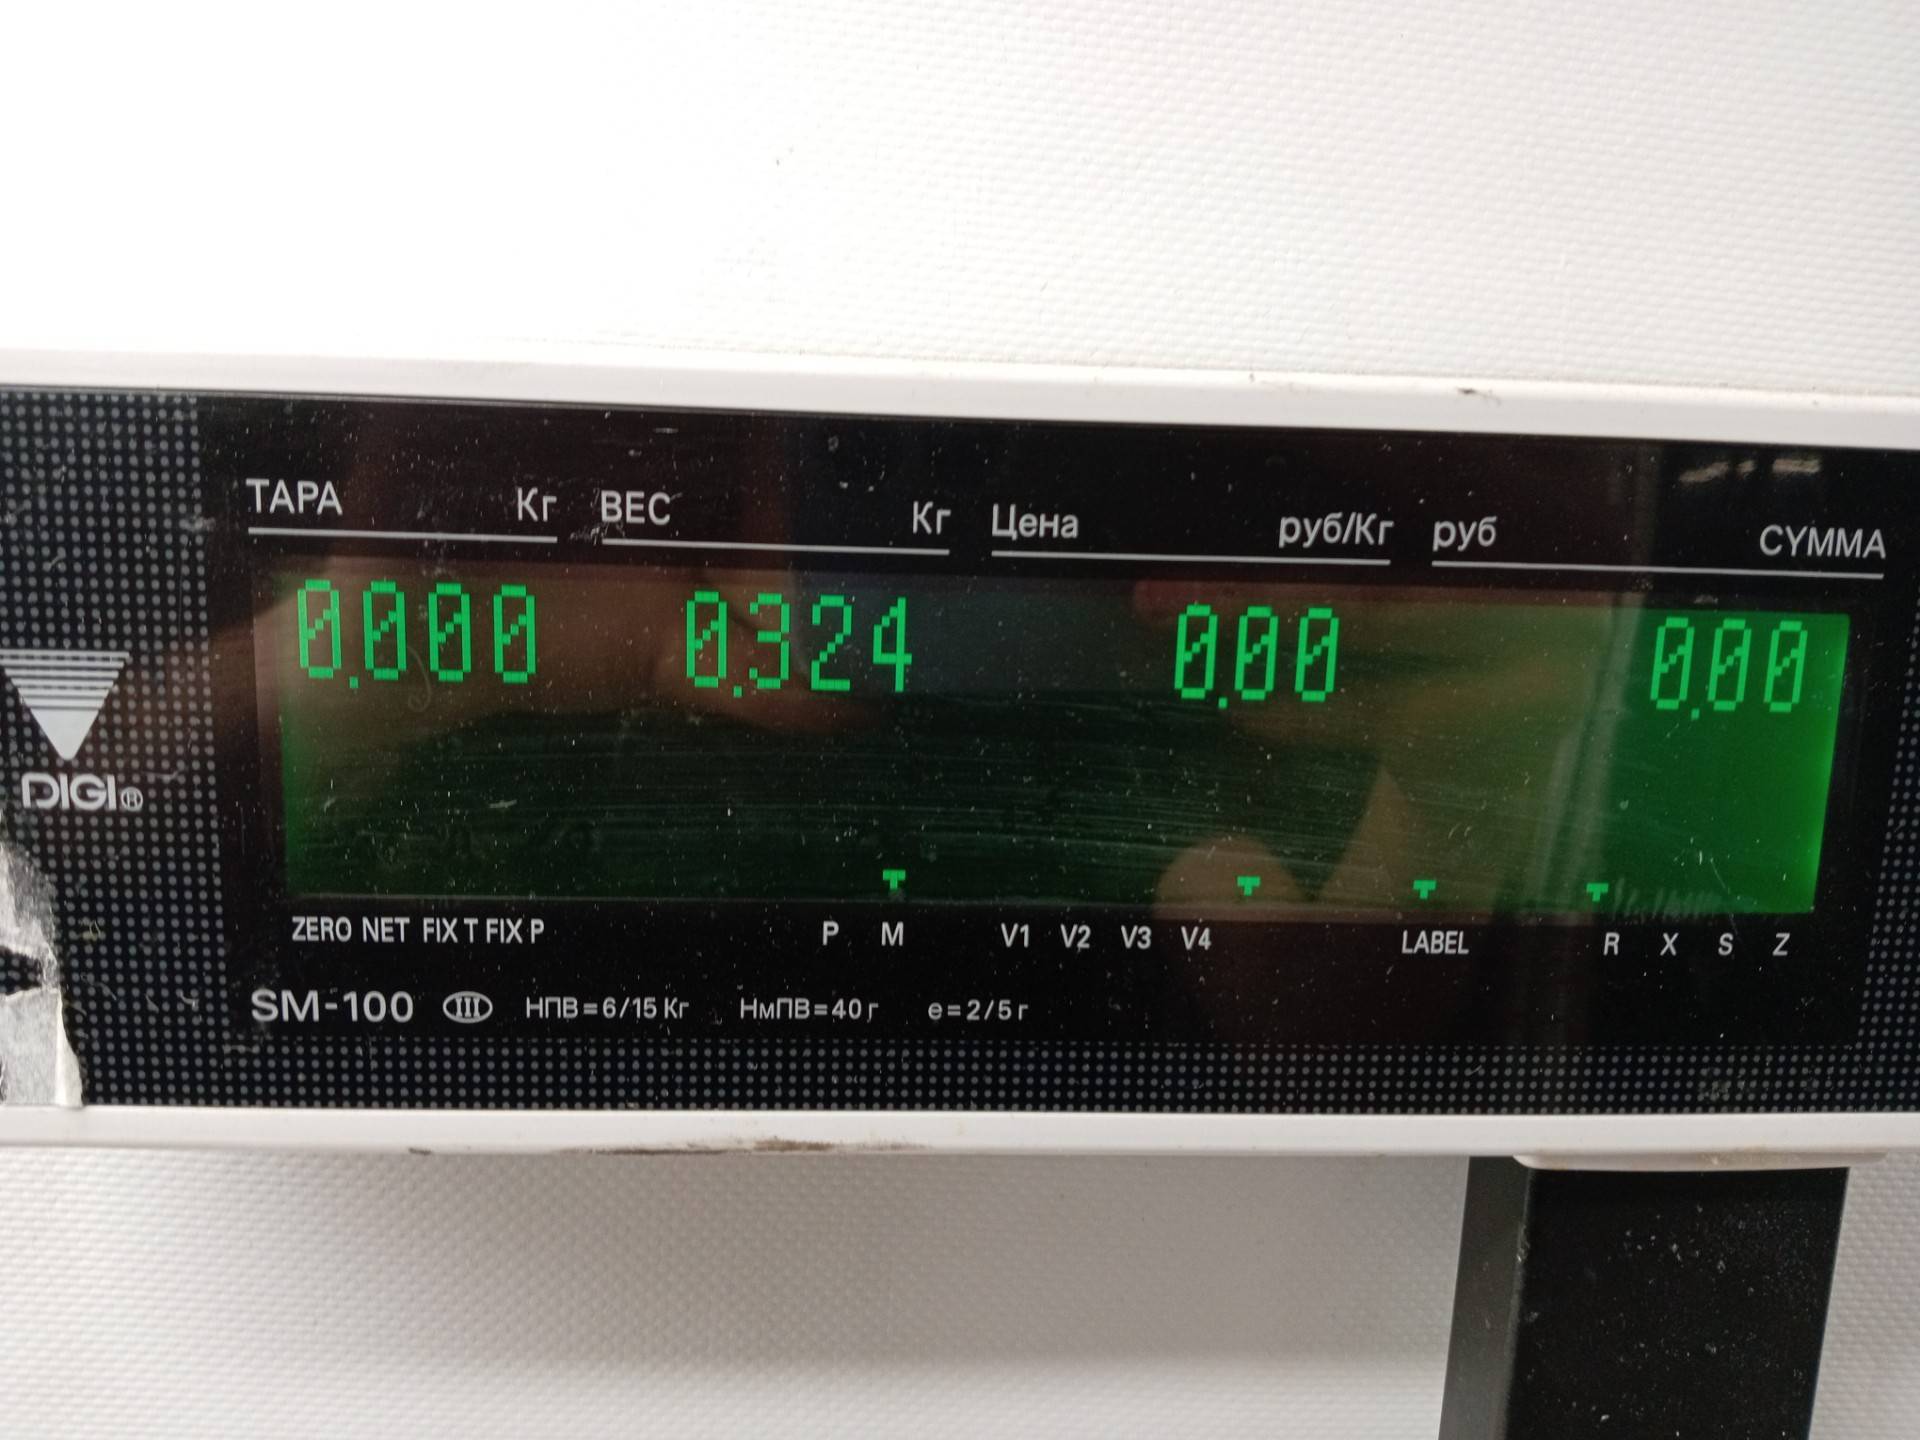 ТАРА Кг ВЕС Кг Цена руб/Кг руб СУММА
0.000 0.324 0.00 0.00
DIGI®
ZERO NET FIX T FIX P P M V1 V2 V3 V4 LABEL R X S Z
SM-100 III НПВ=6/15 Кг НмПВ=40 г e=2/5 г